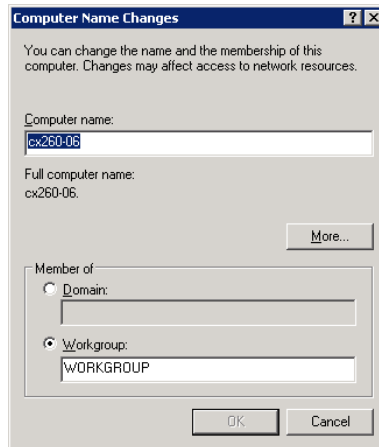 Computer Name Changes
You can change the name and the membership of this
computer. Changes may affect access to network resources.
Computer name:
cx260-06
Full computer name:
cx260-06.
More...
Member of
Domain:
Workgroup:
WORKGROUP
OK
Cancel